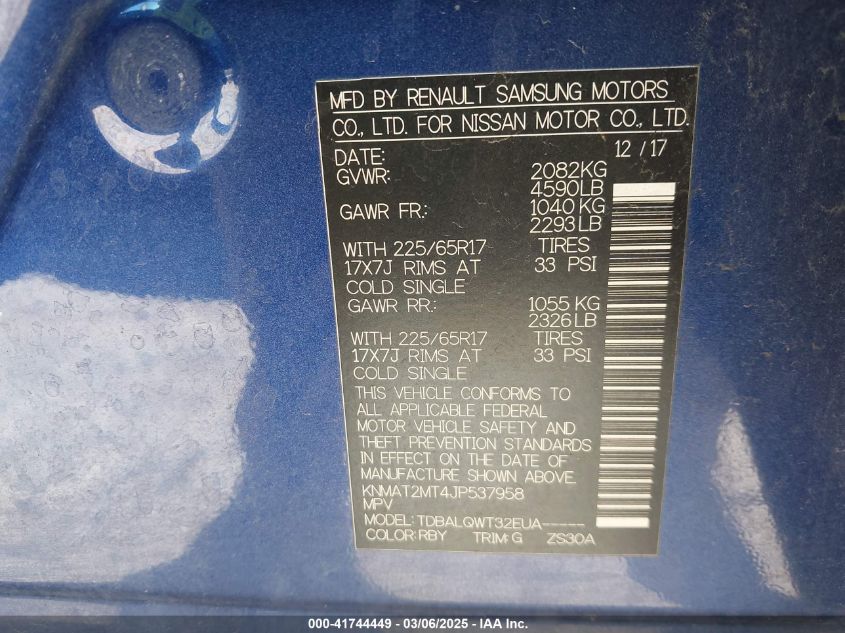 MFD BY RENAULT SAMSUNG MOTORS
CO., LTD. FOR NISSAN MOTOR CO., LTD.
DATE: 12 / 17
GVWR: 2082KG
4590LB
GAWR FR.: 1040 KG
2293 LB
WITH 225/65R17 TIRES
17X7J RIMS AT 33 PSI
COLD SINGLE
GAWR RR.: 1055 KG
2326 LB
WITH 225/65R17 TIRES
17X7J RIMS AT 33 PSI
COLD SINGLE
THIS VEHICLE CONFORMS TO
ALL APPLICABLE FEDERAL
MOTOR VEHICLE SAFETY AND
THEFT PREVENTION STANDARDS
IN EFFECT ON THE DATE OF
MANUFACTURE SHOWN ABOVE.
KNMAT2MT4JP537958
MPV
MODEL: TDBALQWT32EUA-----
COLOR: RBY TRIM: G ZS30A
000-41744449 - 03/06/2025 - IAA Inc.